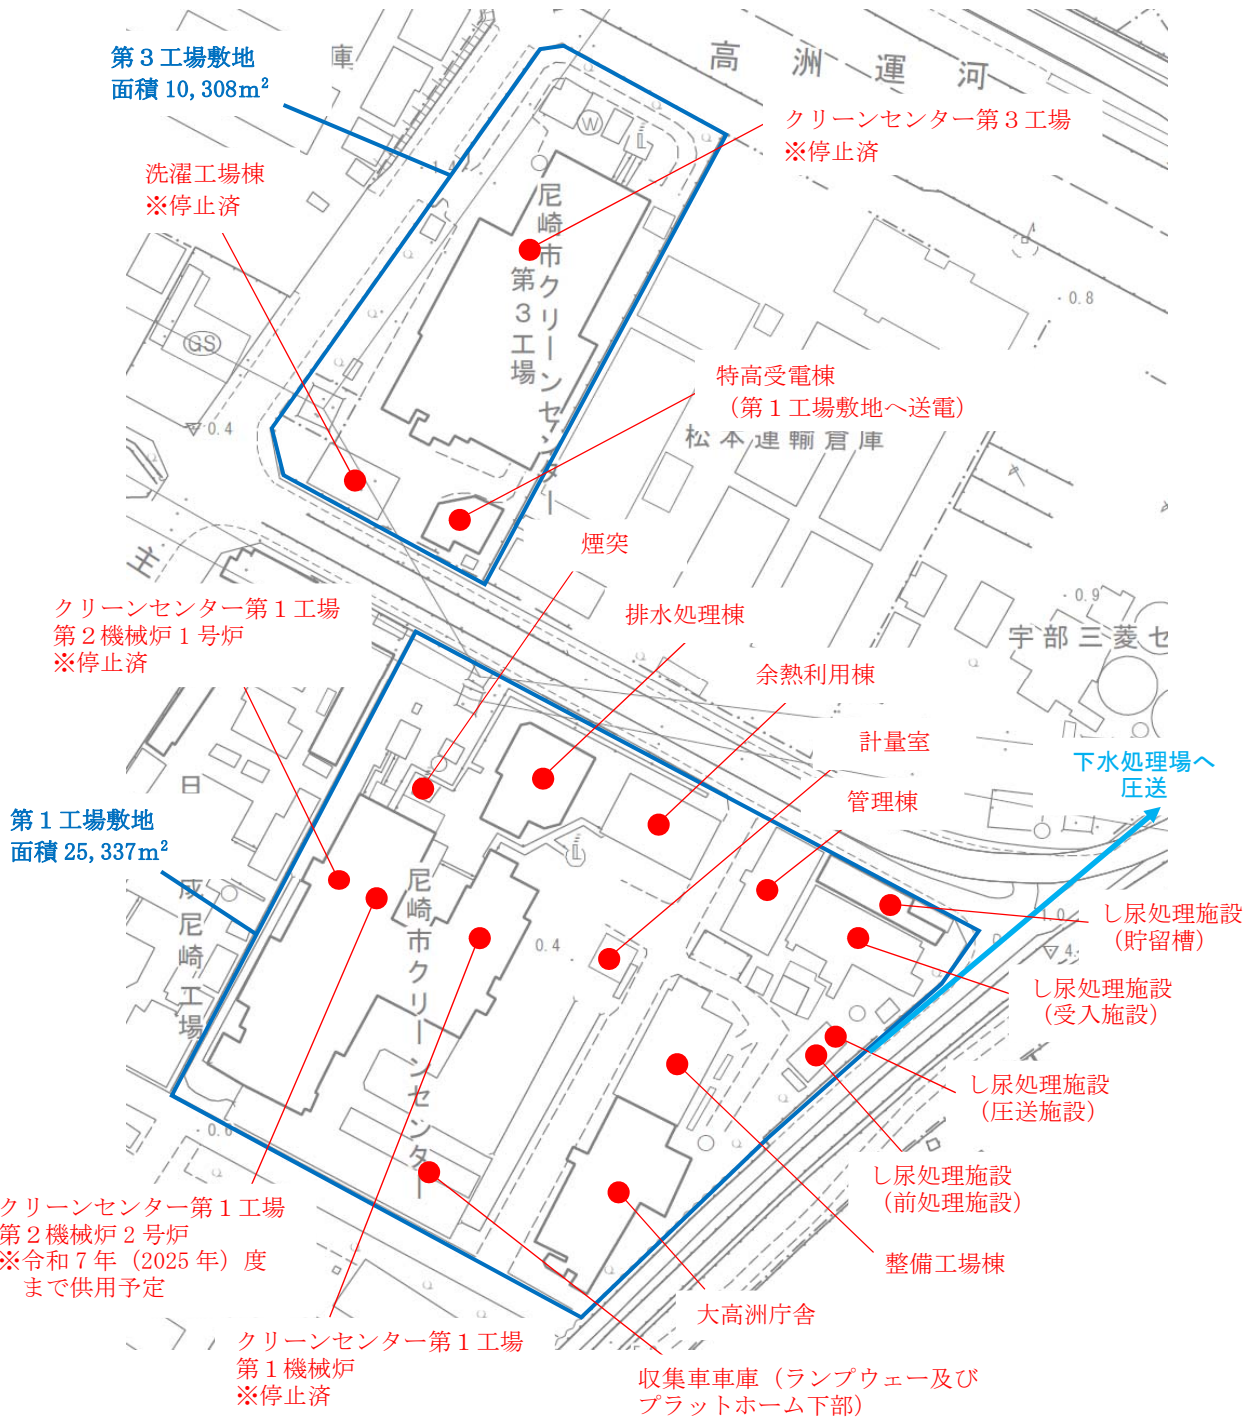 第３工場敷地
面積 10,308m²
庫
高洲運河
クリーンセンター第３工場
※停止済
洗濯工場棟
※停止済
W
尼崎市クリーンセンター
第３工場
GS
0.4
0.8
特高受電棟
（第１工場敷地へ送電）
松本運輸倉庫
主
煙突
クリーンセンター第１工場
第２機械炉１号炉
※停止済
排水処理棟
0.9
宇部三菱セ
余熱利用棟
計量室
管理棟
下水処理場へ
圧送
日
第１工場敷地
面積 25,337m²
成尼崎工場
尼崎市クリーンセンター
0.4
1.0
し尿処理施設
（貯留槽）
し尿処理施設
（受入施設）
し尿処理施設
（圧送施設）
し尿処理施設
（前処理施設）
整備工場棟
大高洲庁舎
クリーンセンター第１工場
第２機械炉２号炉
※令和７年（2025 年）度
まで供用予定
クリーンセンター第１工場
第１機械炉
※停止済
収集車車庫（ランプウェー及び
プラットホーム下部）